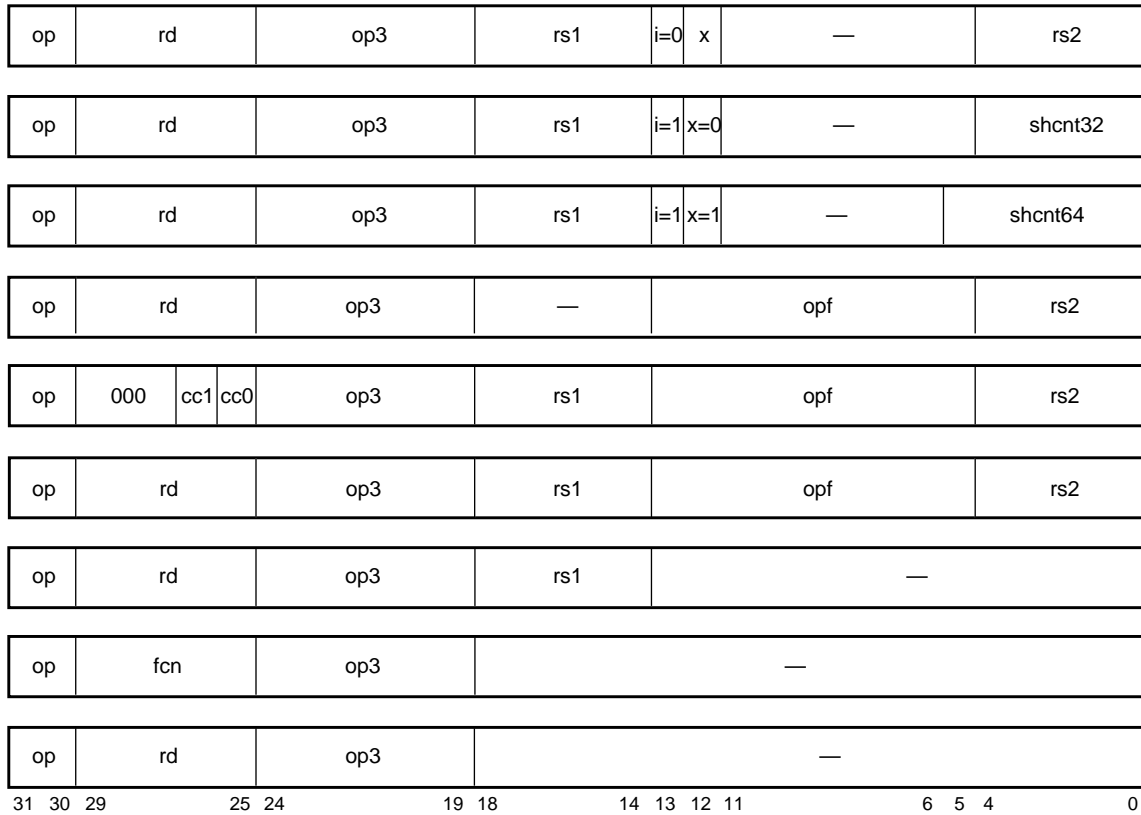 op rd op3 rs1 i=0 x — rs2
op rd op3 rs1 i=1 x=0 — shcnt32
op rd op3 rs1 i=1 x=1 — shcnt64
op rd op3 — opf rs2
op 000 cc1 cc0 op3 rs1 opf rs2
op rd op3 rs1 opf rs2
op rd op3 rs1 —
op fcn op3 —
op rd op3 —
31 30 29 25 24 19 18 14 13 12 11 6 5 4 0